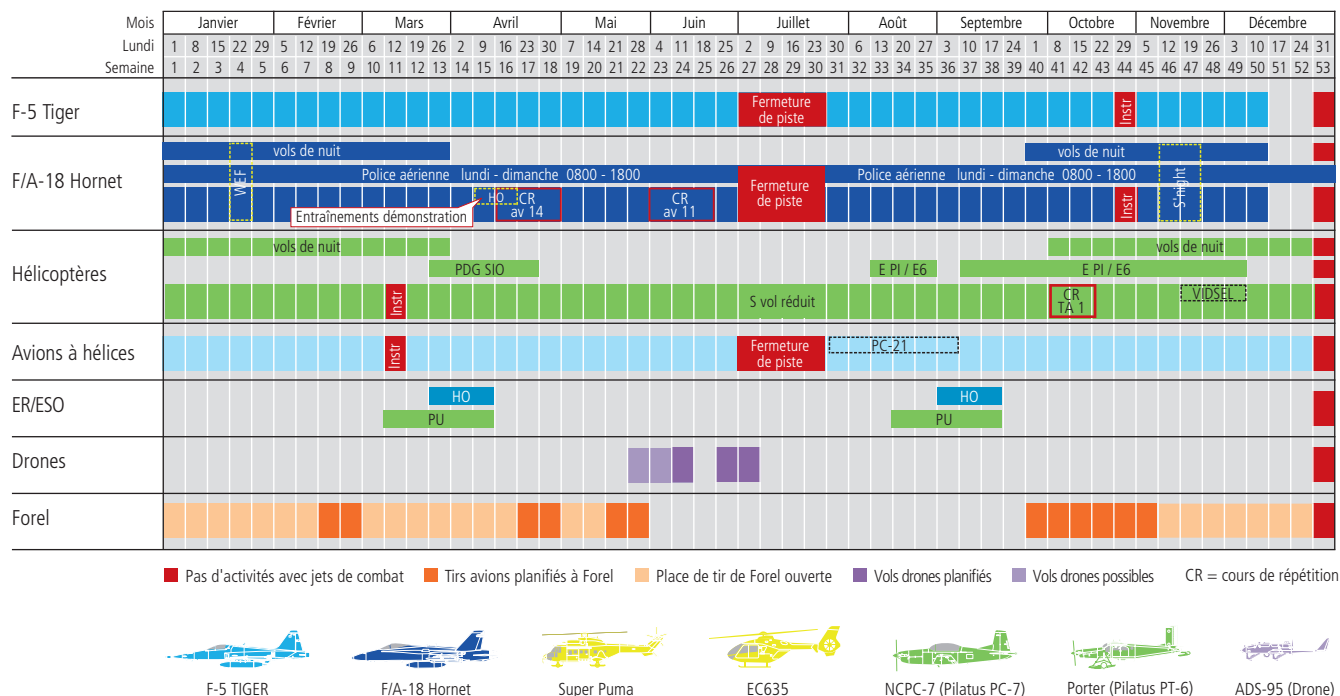 Mois Janvier Février Mars Avril Mai Juin Juillet Août Septembre Octobre Novembre Décembre
Lundi 1 8 15 22 29 5 12 19 26 6 12 19 26 2 9 16 23 30 7 14 21 28 4 11 18 25 2 9 16 23 30 6 13 20 27 3 10 17 24 1 8 15 22 29 5 12 19 26 3 10 17 24 31
Semaine 1 2 3 4 5 6 7 8 9 10 11 12 13 14 15 16 17 18 19 20 21 22 23 24 25 26 27 28 29 30 31 32 33 34 35 36 37 38 39 40 41 42 43 44 45 46 47 48 49 50 51 52 53
F-5 Tiger
Fermeture
de piste
Instr
F/A-18 Hornet
vols de nuit
vols de nuit
WEF
Police aérienne lundi - dimanche 0800 - 1800
Police aérienne lundi - dimanche 0800 - 1800
Fermeture
de piste
HO
CR
av 14
CR
av 11
Instr
S'night
Entraînements démonstration
Hélicoptères
vols de nuit
vols de nuit
PDG SIO
E PI / E6
E PI / E6
Instr
S vol réduit
CR
TA 1
VIDSEL
Avions à hélices
Instr
Fermeture
de piste
PC-21
ER/ESO
HO
HO
PU
PU
Drones
Forel
Pas d'activités avec jets de combat
Tirs avions planifiés à Forel
Place de tir de Forel ouverte
Vols drones planifiés
Vols drones possibles
CR = cours de répétition
F-5 TIGER
F/A-18 Hornet
Super Puma
EC635
NCPC-7 (Pilatus PC-7)
Porter (Pilatus PT-6)
ADS-95 (Drone)